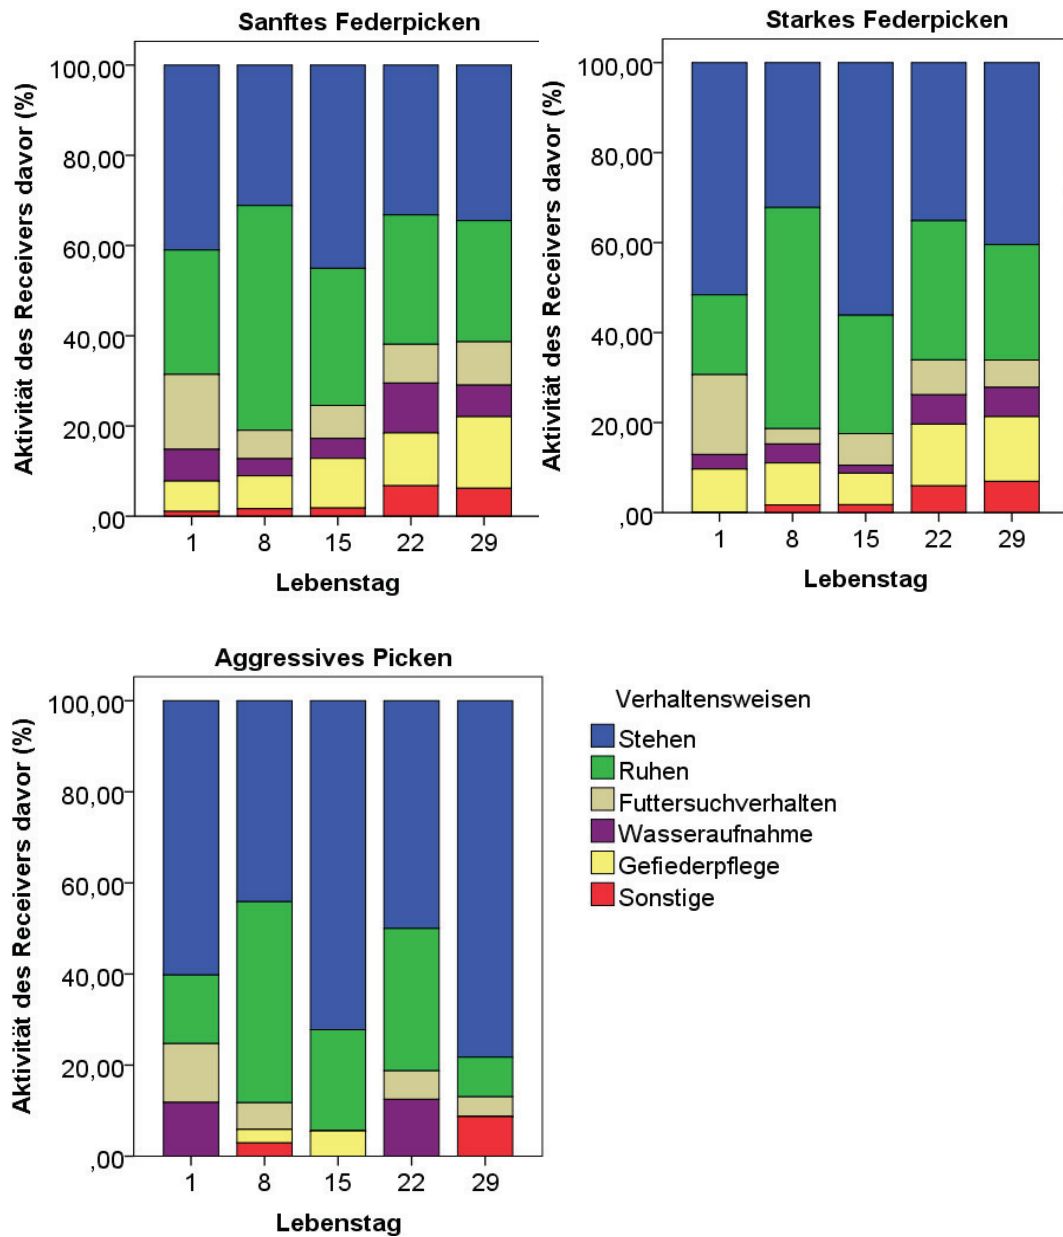 Sanftes Federpicken
Aktivität des Receivers davor (%)
100,00
80,00
60,00
40,00
20,00
,00
1 8 15 22 29
Lebenstag
Starkes Federpicken
Aktivität des Receivers davor (%)
100,00
80,00
60,00
40,00
20,00
,00
1 8 15 22 29
Lebenstag
Aggressives Picken
Aktivität des Receivers davor (%)
100,00
80,00
60,00
40,00
20,00
,00
1 8 15 22 29
Lebenstag
Verhaltensweisen
Stehen
Ruhen
Futtersuchverhalten
Wasseraufnahme
Gefiederpflege
Sonstige